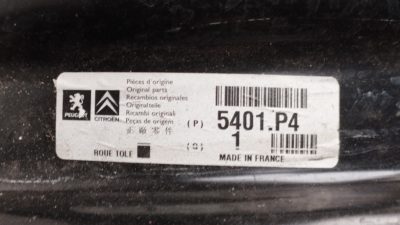 Pièces d'origine
Original parts
Recambios originales
Originalteile
Ricambi originali
Peças de origem
正廠零件
PEUGEOT
CITROËN
(P) 5401.P4
(S) 1
ROUE TOLE
MADE IN FRANCE